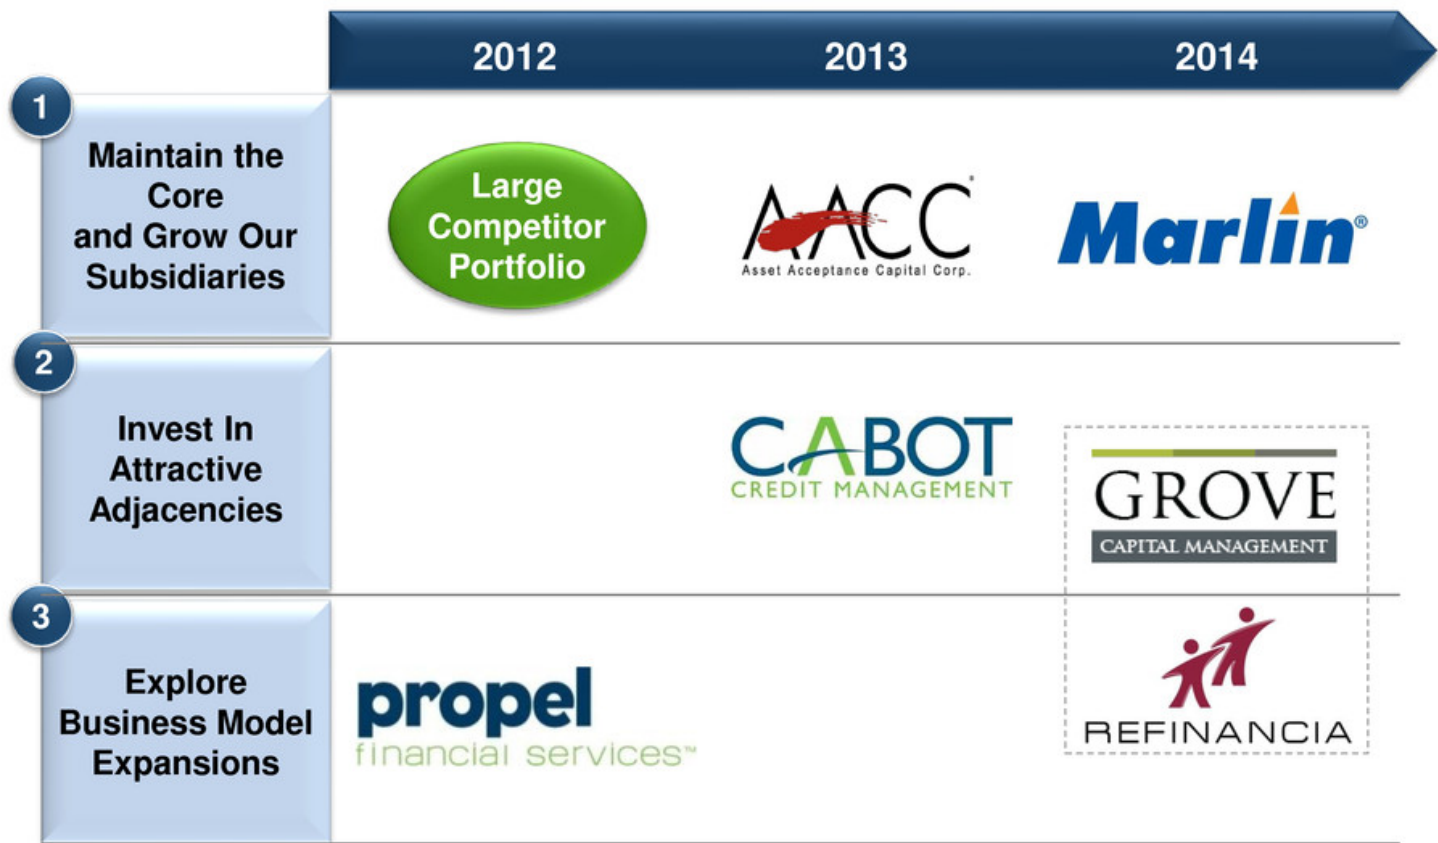 2012 2013 2014
1
Maintain the
Core
and Grow Our
Subsidiaries
Large
Competitor
Portfolio
AACC
Asset Acceptance Capital Corp.
Marlin®
2
Invest In
Attractive
Adjacencies
CABOT
CREDIT MANAGEMENT
GROVE
CAPITAL MANAGEMENT
3
Explore
Business Model
Expansions
propel
financial services™
REFINANCIA